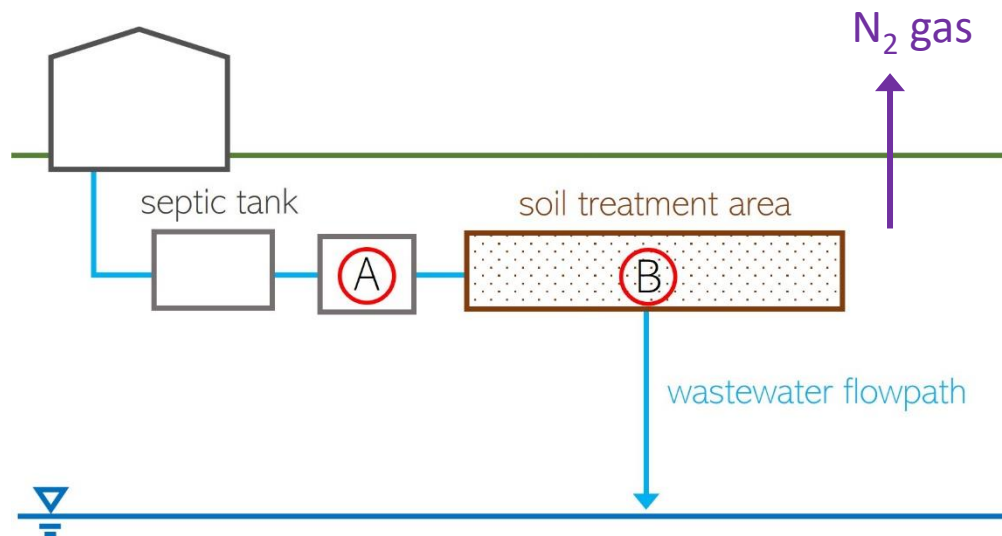 N₂ gas
septic tank
soil treatment area
A
B
wastewater flowpath